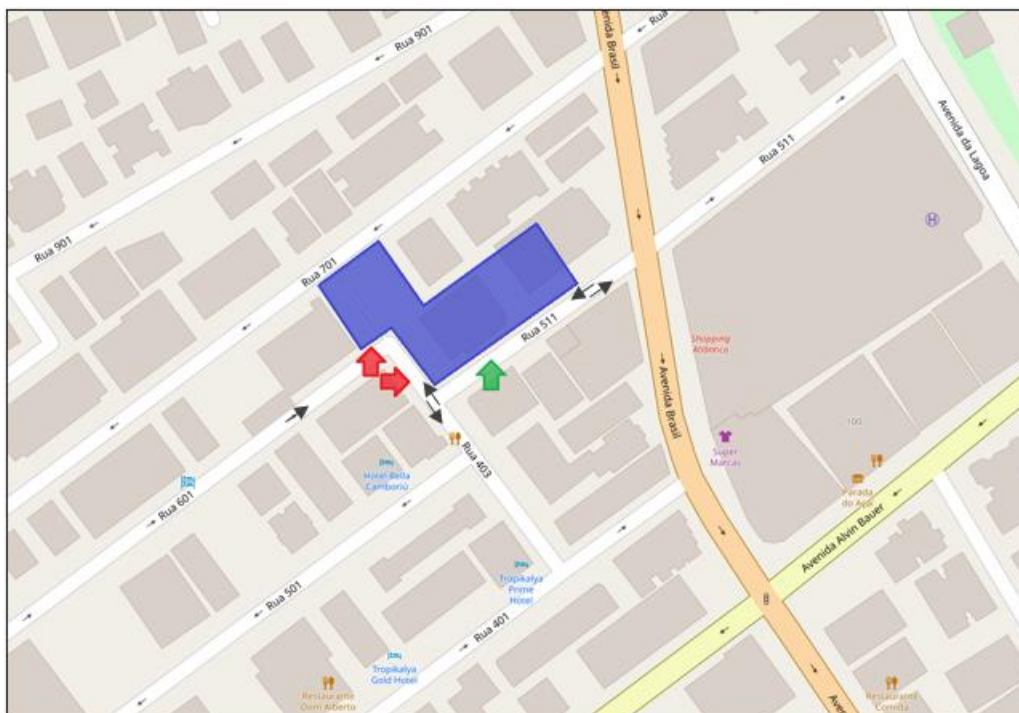 Rua 901
Avenida Brasil
Rua
Avenida da Lagoa
Rua 511
Rua 901
Rua 701
H
Rua 511
Shopping
Atlântico
Avenida Brasil
Rua 403
100
Super
Marcas
Hotel Bella
Camboriú
Parada
do Açaí
Rua 601
Avenida Alvin Bauer
Rua 501
Tropikalya
Prime
Hotel
8
Rua 401
Tropikalya
Gold Hotel
Restaurante
Dom Alberto
Restaurante
Comida